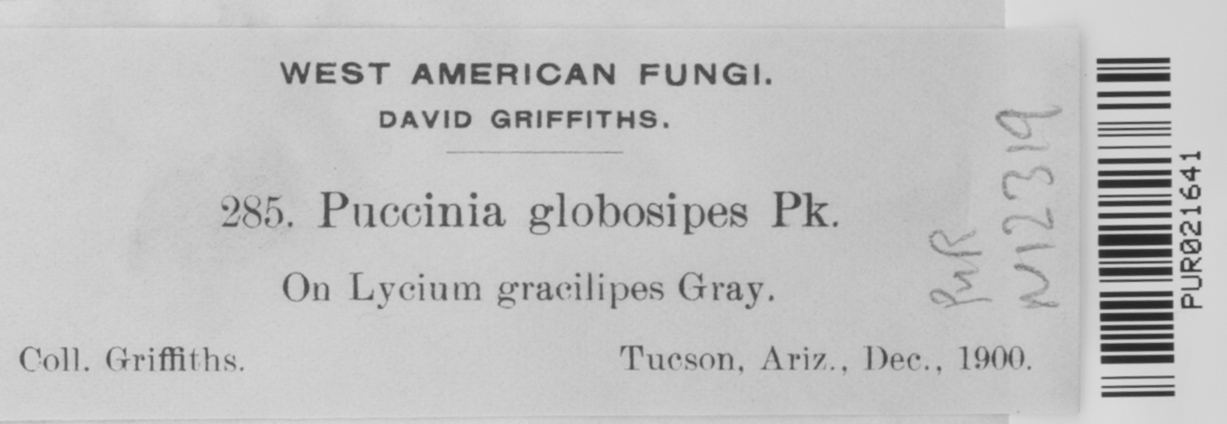 WEST AMERICAN FUNGI.
DAVID GRIFFITHS.
285. Puccinia globosipes Pk.
On Lycium gracilipes Gray.
Coll. Griffiths.
Tucson, Ariz., Dec., 1900.
PUR
N12319
PUR021641